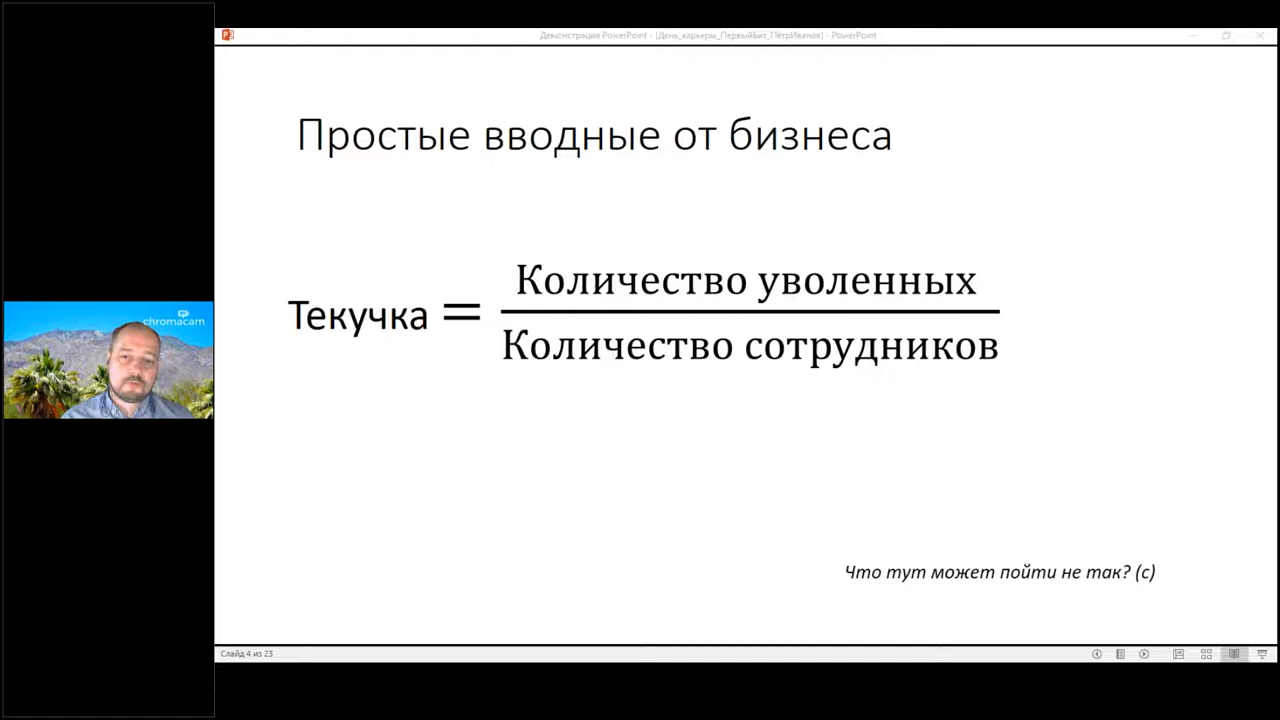 Демонстрация PowerPoint - [День_карьеры_ПервыйБит_ПётрИванов] - PowerPoint
Простые вводные от бизнеса
Количество уволенных
Текучка =
Количество сотрудников
chromacam
Что тут может пойти не так? (с)
Слайд 4 из 23